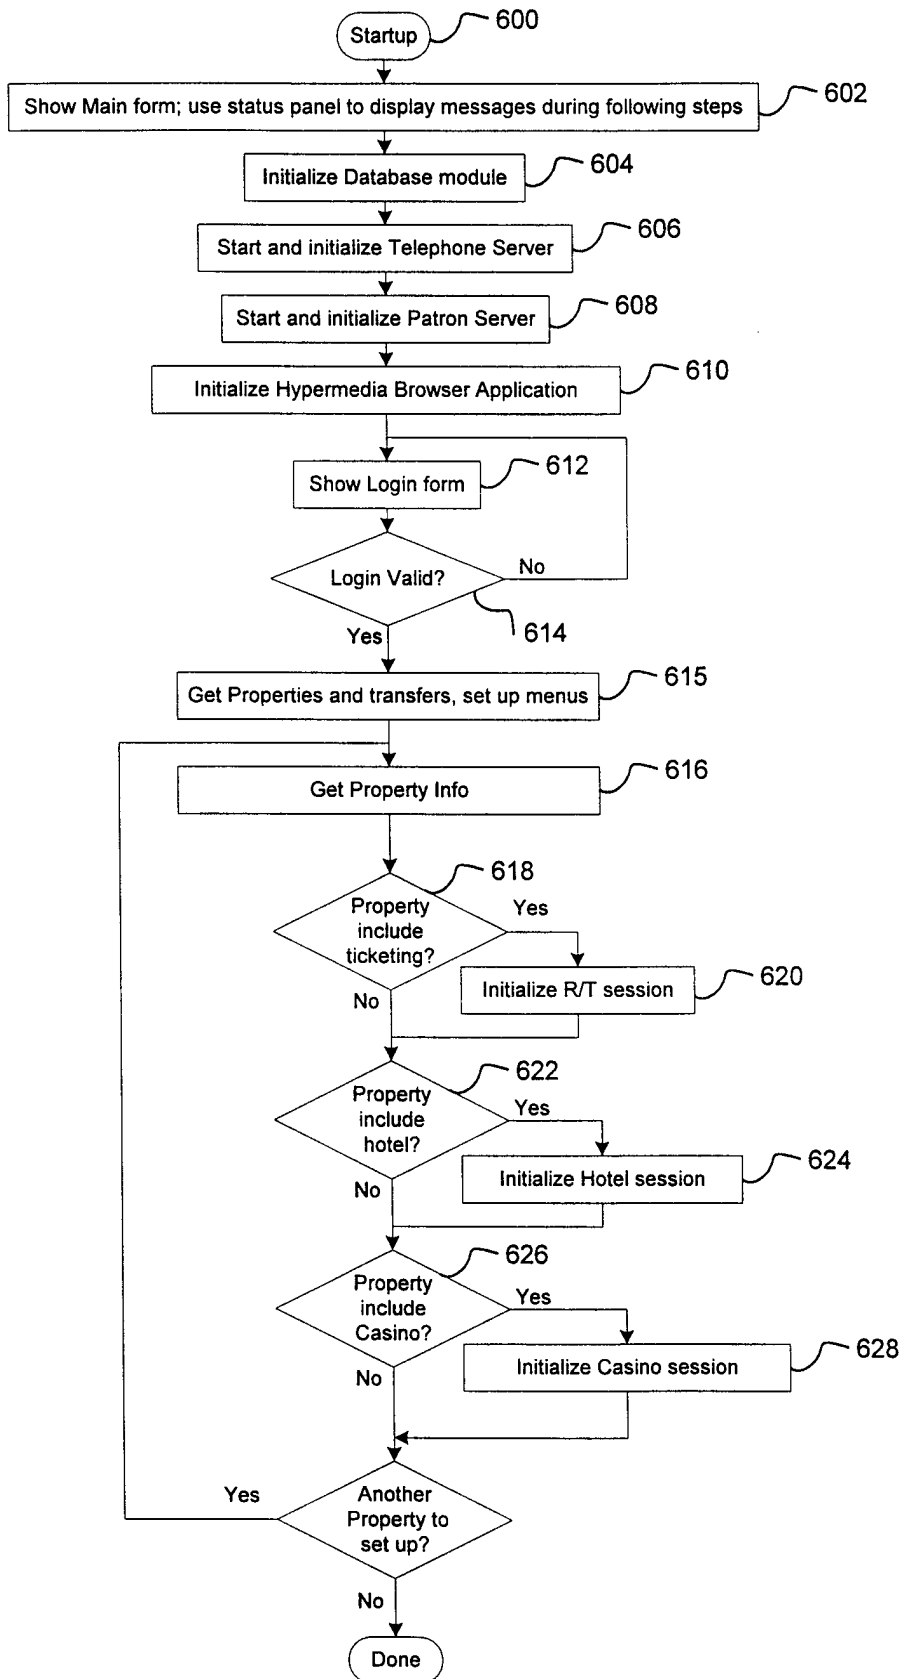 Startup
600
Show Main form; use status panel to display messages during following steps
602
Initialize Database module
604
Start and initialize Telephone Server
606
Start and initialize Patron Server
608
Initialize Hypermedia Browser Application
610
Show Login form
612
Login Valid?
No
614
Yes
Get Properties and transfers, set up menus
615
Get Property Info
616
618
Property
include
ticketing?
Yes
Initialize R/T session
620
No
622
Property
include
hotel?
Yes
Initialize Hotel session
624
No
626
Property
include
Casino?
Yes
Initialize Casino session
628
No
Another
Property to
set up?
Yes
No
Done